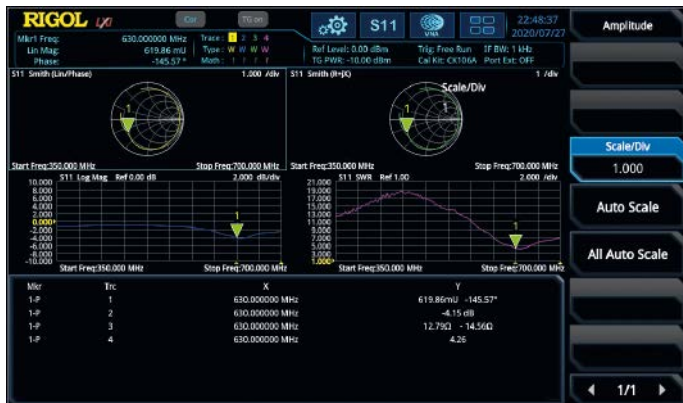 RIGOL LXI Cor TG on S11 VNA 22:48:37 2020/07/27
Mkr1 Freq: 630.000000 MHz Trace: 1 2 3 4
Lin Mag: 619.86 mU Type: W W W W Ref Level: 0.00 dBm Trig: Free Run IF BW: 1 kHz
Phase: -145.57 ° Math: f f f f TG PWR: -10.00 dBm Cal Kit: CK106A Port Ext: OFF
S11 Smith (Lin/Phase) 1.000 /div
1
Start Freq:350.000 MHz Stop Freq:700.000 MHz
S11 Smith (R+jX) 1 /div
Scale/Div
1
Start Freq:350.000 MHz Stop Freq:700.000 MHz
S11 Log Mag Ref 0.00 dB 2.000 dB/div
10.000
8.000
6.000
4.000
2.000
0.000
-2.000
-4.000
-6.000
-8.000
-10.000
1
Start Freq:350.000 MHz Stop Freq:700.000 MHz
S11 SWR Ref 1.00 2.000 /div
21.000
19.000
17.000
15.000
13.000
11.000
9.000
7.000
5.000
3.000
1.000
1
Start Freq:350.000 MHz Stop Freq:700.000 MHz
Mkr Trc X Y
1-P 1 630.000000 MHz 619.86mU -145.57°
1-P 2 630.000000 MHz -4.15 dB
1-P 3 630.000000 MHz 12.79Ω - 14.56Ω
1-P 4 630.000000 MHz 4.26
Amplitude
Scale/Div
1.000
Auto Scale
All Auto Scale
1/1